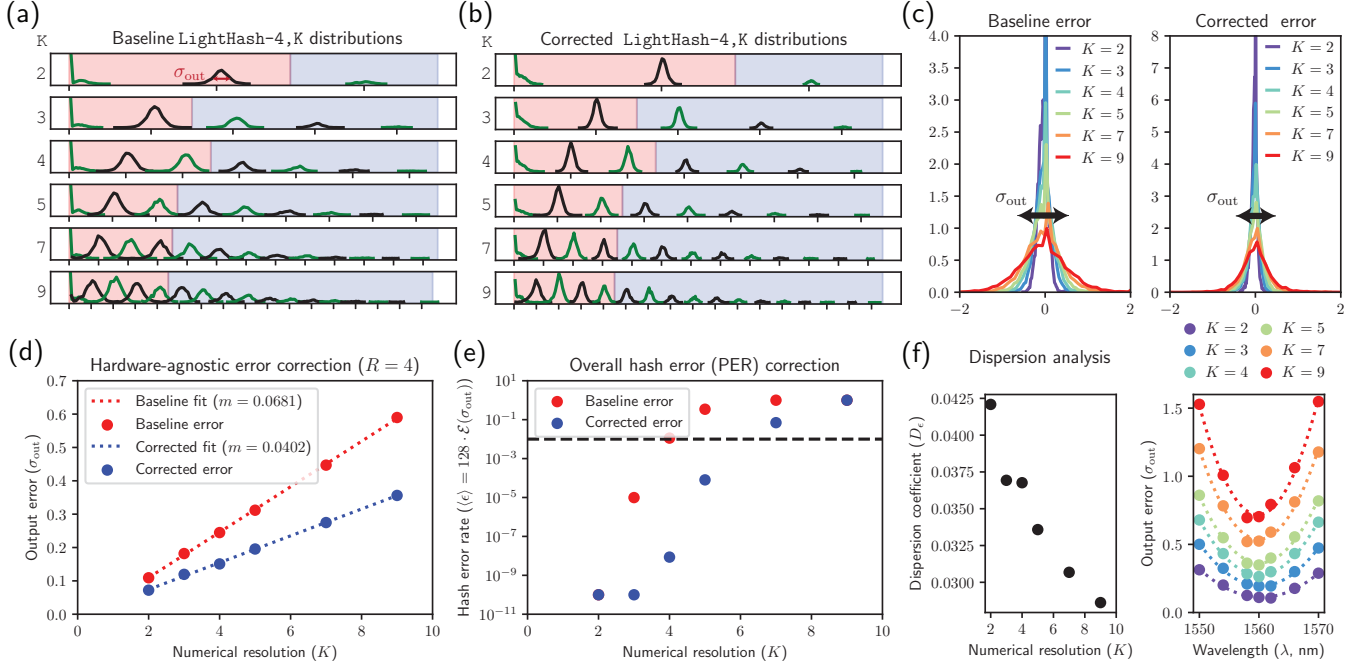 (a)
Baseline LightHash-4,K distributions
K
2
σout
3
4
5
7
9
(b)
Corrected LightHash-4,K distributions
K
2
3
4
5
7
9
(c)
Baseline error
4.0
3.5
3.0
2.5
2.0
1.5
1.0
0.5
0.0
−2
0
2
K = 2
K = 3
K = 4
K = 5
K = 7
K = 9
σout
Corrected error
8
7
6
5
4
3
2
1
0
−2
0
2
K = 2
K = 3
K = 4
K = 5
K = 7
K = 9
σout
(d)
Hardware-agnostic error correction (R = 4)
Output error (σout)
0.7
0.6
0.5
0.4
0.3
0.2
0.1
0.0
Baseline fit (m = 0.0681)
Baseline error
Corrected fit (m = 0.0402)
Corrected error
0
2
4
6
8
10
Numerical resolution (K)
(e)
Overall hash error (PER) correction
Hash error rate (⟨ϵ⟩ = 128 · ℰ(σout))
10^1
10^−1
10^−3
10^−5
10^−7
10^−9
10^−11
Baseline error
Corrected error
0
2
4
6
8
10
Numerical resolution (K)
(f)
Dispersion analysis
Dispersion coefficient (Dϵ)
0.0425
0.0400
0.0375
0.0350
0.0325
0.0300
2
4
6
8
10
Numerical resolution (K)
K = 2
K = 3
K = 4
K = 5
K = 7
K = 9
Output error (σout)
1.5
1.0
0.5
0.0
1550
1560
1570
Wavelength (λ, nm)